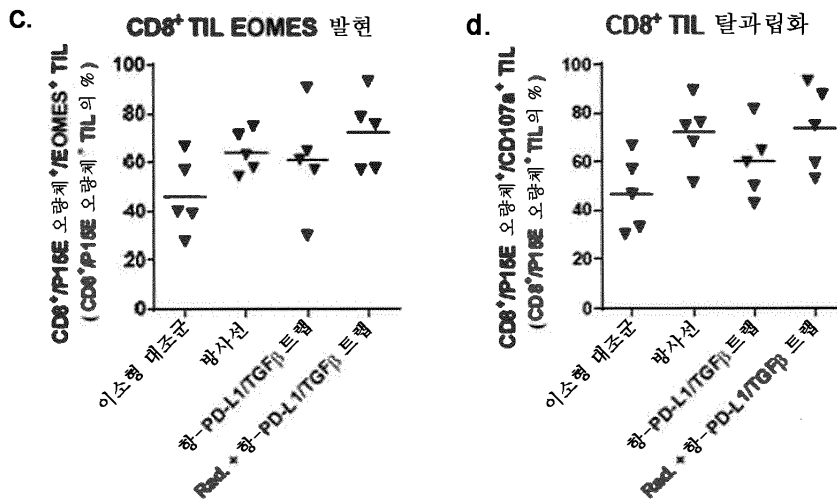 c.
CD8⁺ TIL EOMES 발현
CD8⁺/P15E 오량체⁺/EOMES⁺ TIL
( CD8⁺/P15E 오량체⁺ TIL의 %)
100
80
60
40
20
0
이소형 대조군
방사선
항-PD-L1/TGFβ 트랩
Rad. + 항-PD-L1/TGFβ 트랩
d.
CD8⁺ TIL 탈과립화
CD8⁺/P15E 오량체⁺/CD107a⁺ TIL
(CD8⁺/P15E 오량체⁺ TIL의 %)
100
80
60
40
20
0
이소형 대조군
방사선
항-PD-L1/TGFβ 트랩
Rad. + 항-PD-L1/TGFβ 트랩